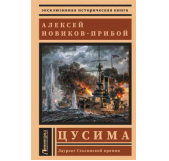 эксклюзивная историческая книга
АЛЕКСЕЙ
НОВИКОВ-ПРИБОЙ
ЦУСИМА
Лауреат Сталинской премии